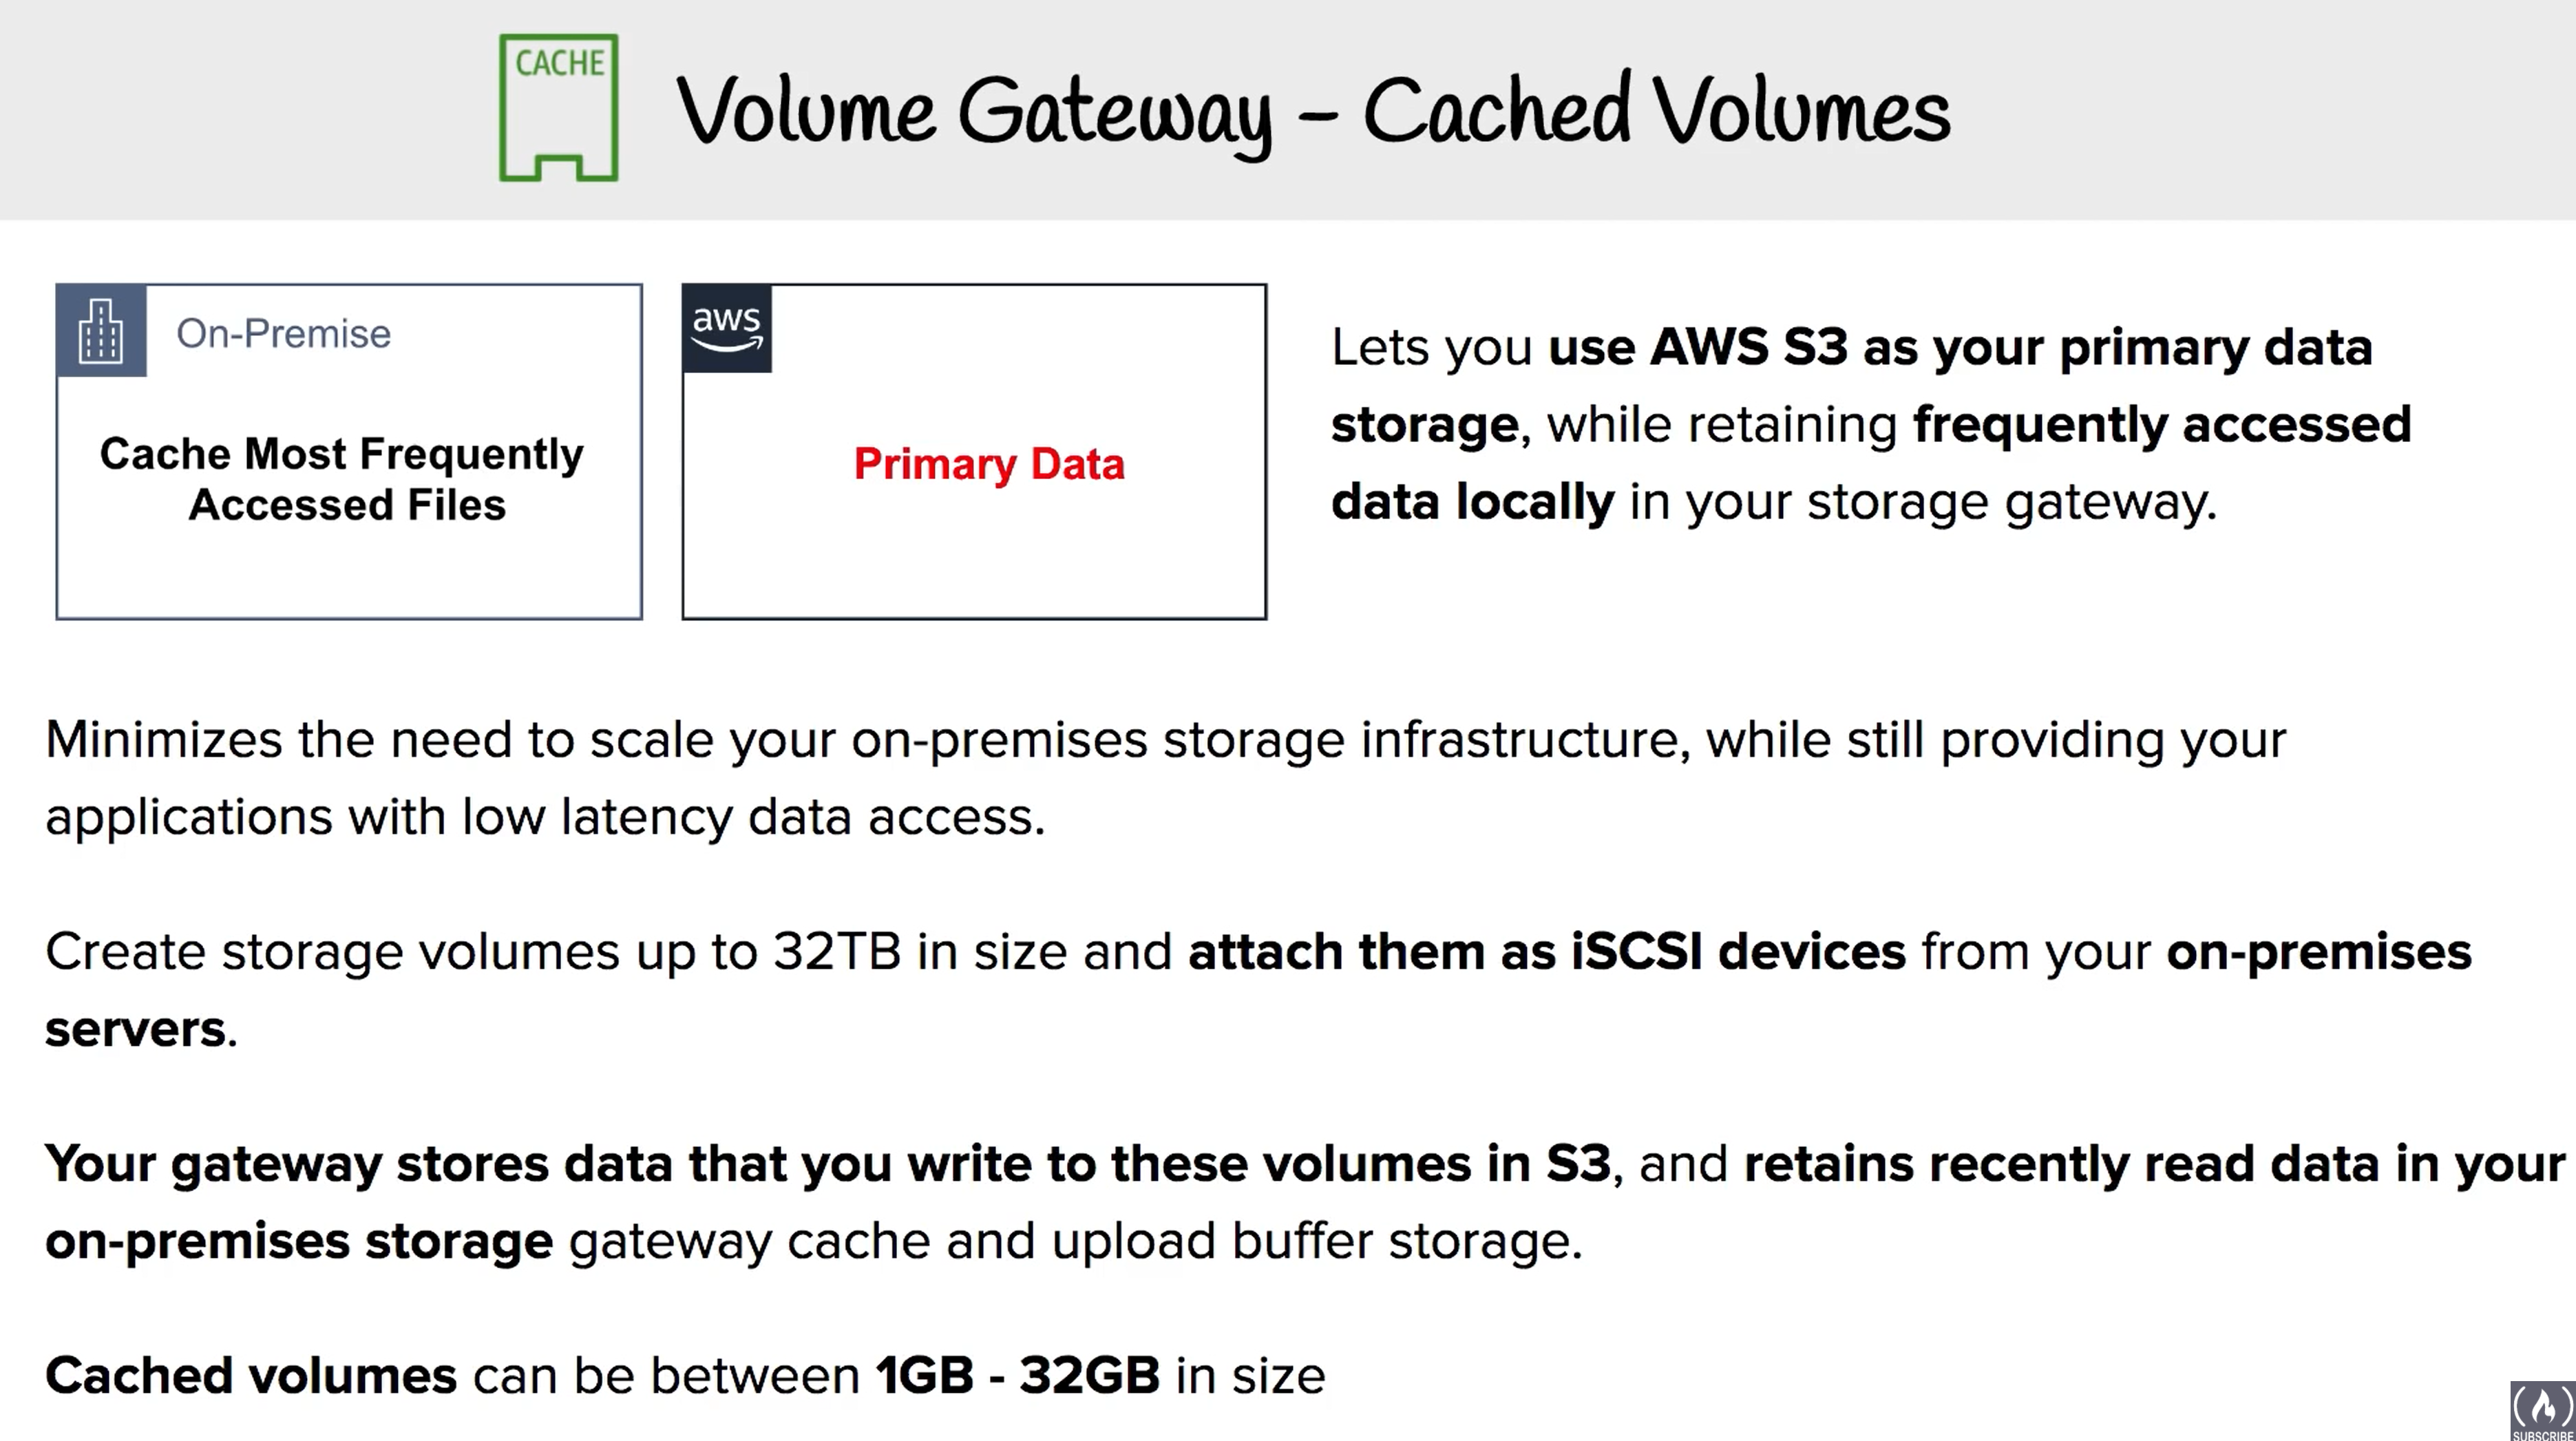 CACHE
Volume Gateway – Cached Volumes
On-Premise
Cache Most Frequently
Accessed Files
aws
Primary Data
Lets you use AWS S3 as your primary data
storage, while retaining frequently accessed
data locally in your storage gateway.
Minimizes the need to scale your on-premises storage infrastructure, while still providing your
applications with low latency data access.
Create storage volumes up to 32TB in size and attach them as iSCSI devices from your on-premises
servers.
Your gateway stores data that you write to these volumes in S3, and retains recently read data in your
on-premises storage gateway cache and upload buffer storage.
Cached volumes can be between 1GB - 32GB in size
SUBSCRIBE